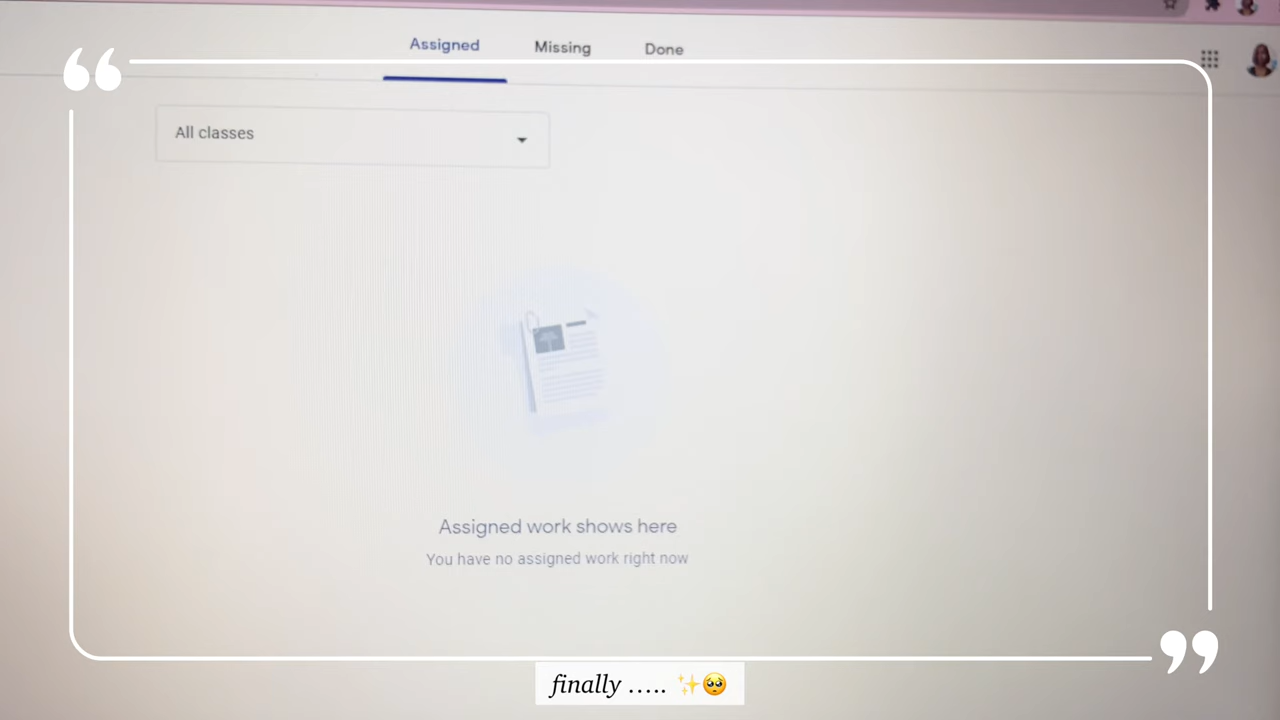 Assigned Missing Done
All classes
Assigned work shows here
You have no assigned work right now
finally ..... ✨🥺